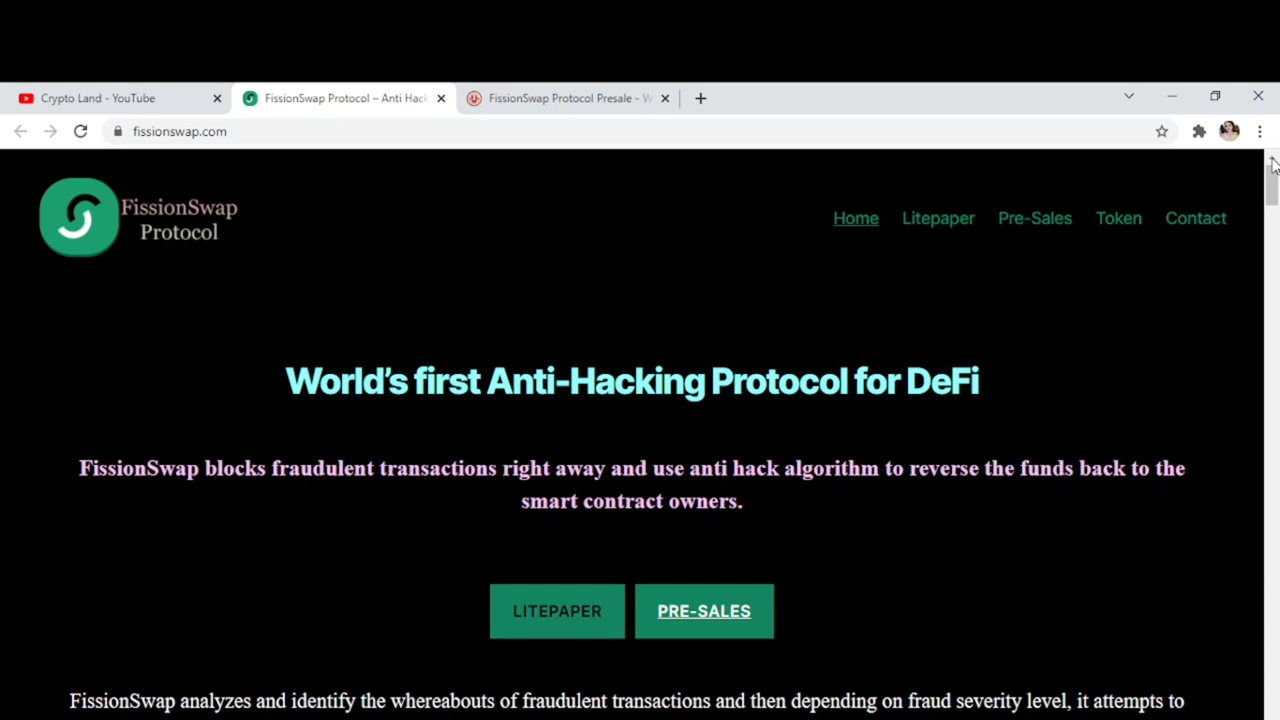 Crypto Land - YouTube
FissionSwap Protocol – Anti Hack
FissionSwap Protocol Presale - W
fissionswap.com
FissionSwap
Protocol
Home
Litepaper
Pre-Sales
Token
Contact
World's first Anti-Hacking Protocol for DeFi
FissionSwap blocks fraudulent transactions right away and use anti hack algorithm to reverse the funds back to the
smart contract owners.
LITEPAPER
PRE-SALES
FissionSwap analyzes and identify the whereabouts of fraudulent transactions and then depending on fraud severity level, it attempts to